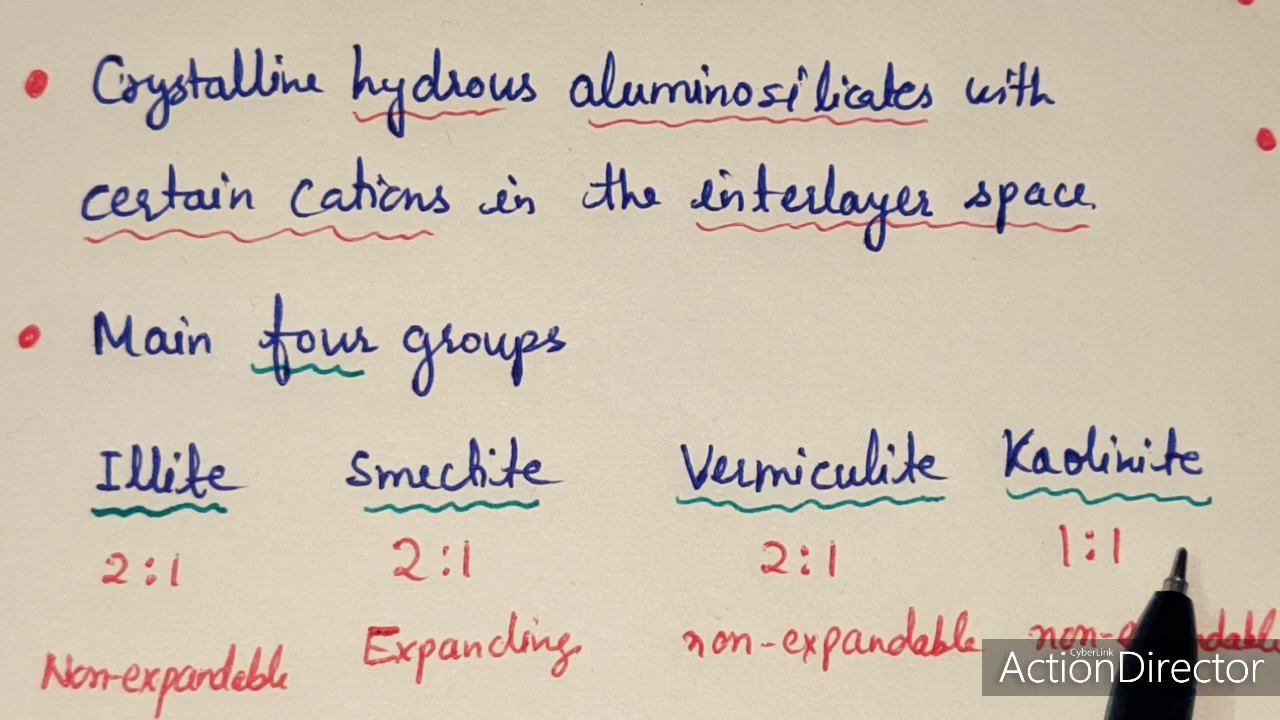 Crystalline hydrous aluminosilicates with
certain cations in the interlayer space.
Main four groups
Illite Smectite Vermiculite Kaolinite
2:1 2:1 2:1 1:1
Non-expandable Expanding non-expandable
CyberLink
ActionDirector